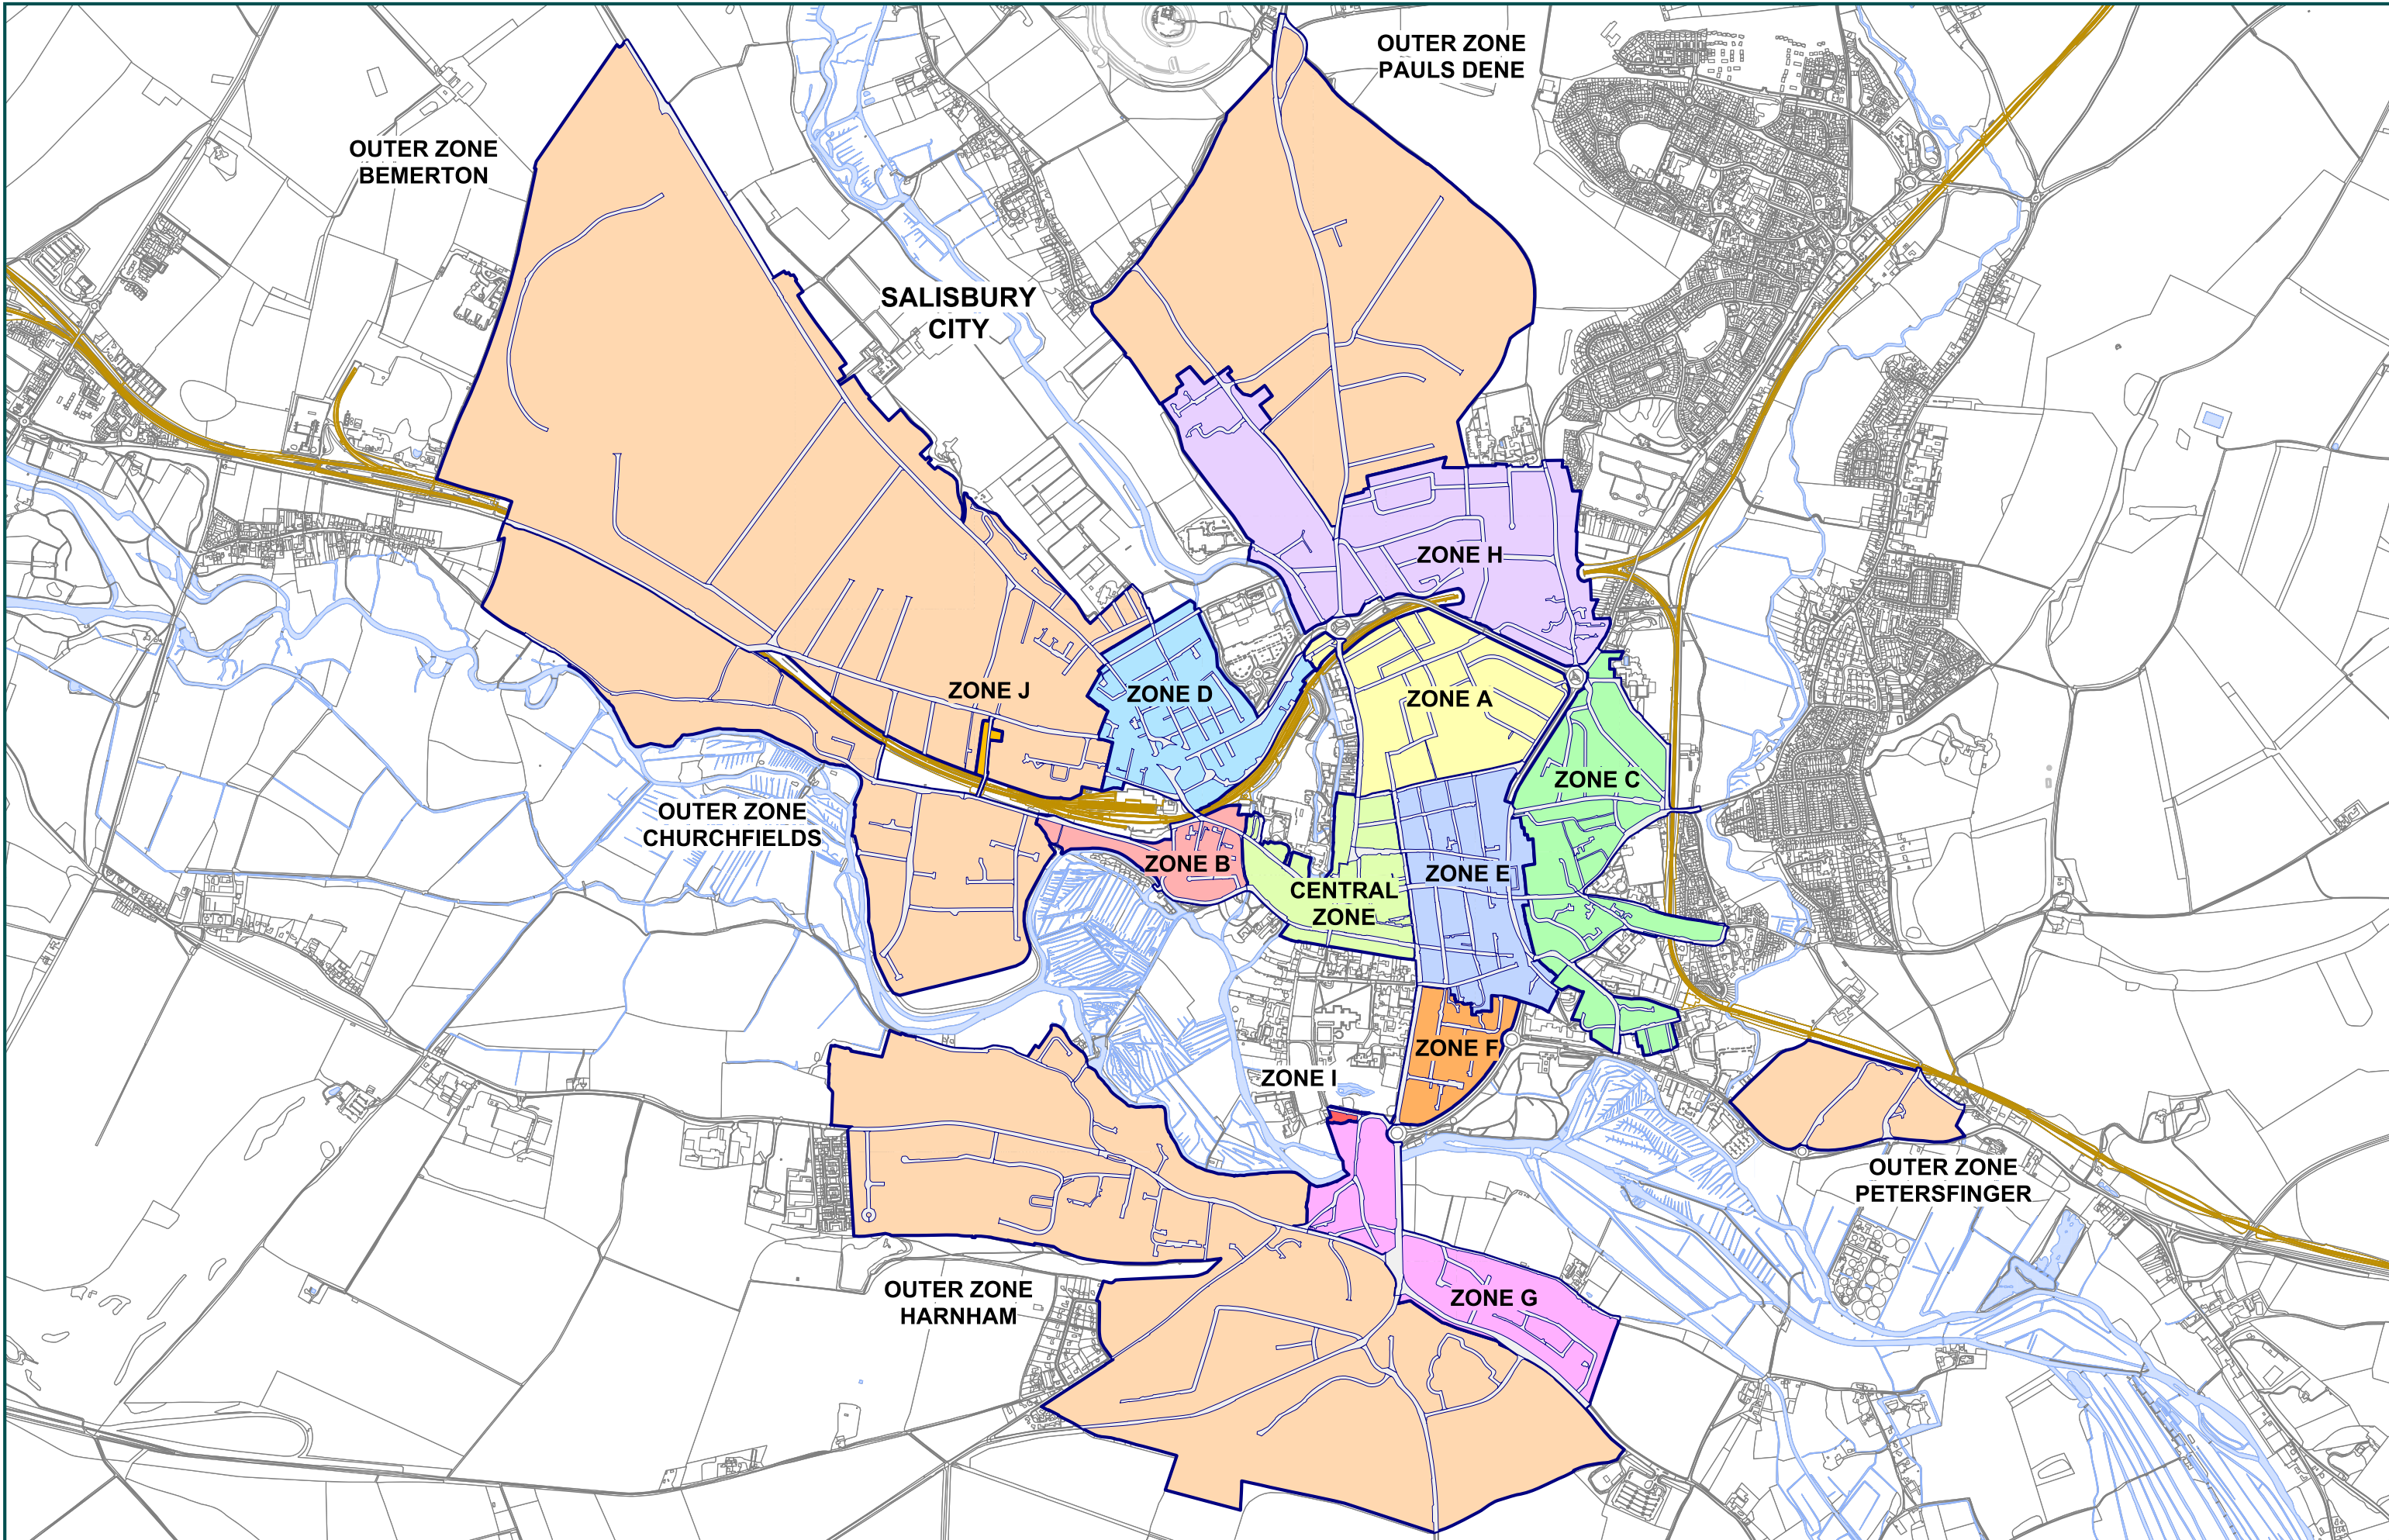 OUTER ZONE
PAULS DENE
OUTER ZONE
BEMERTON
SALISBURY
CITY
ZONE H
ZONE J
ZONE D
ZONE A
ZONE C
OUTER ZONE
CHURCHFIELDS
ZONE B
ZONE E
CENTRAL
ZONE
ZONE F
ZONE I
OUTER ZONE
PETERSFINGER
OUTER ZONE
HARNHAM
ZONE G